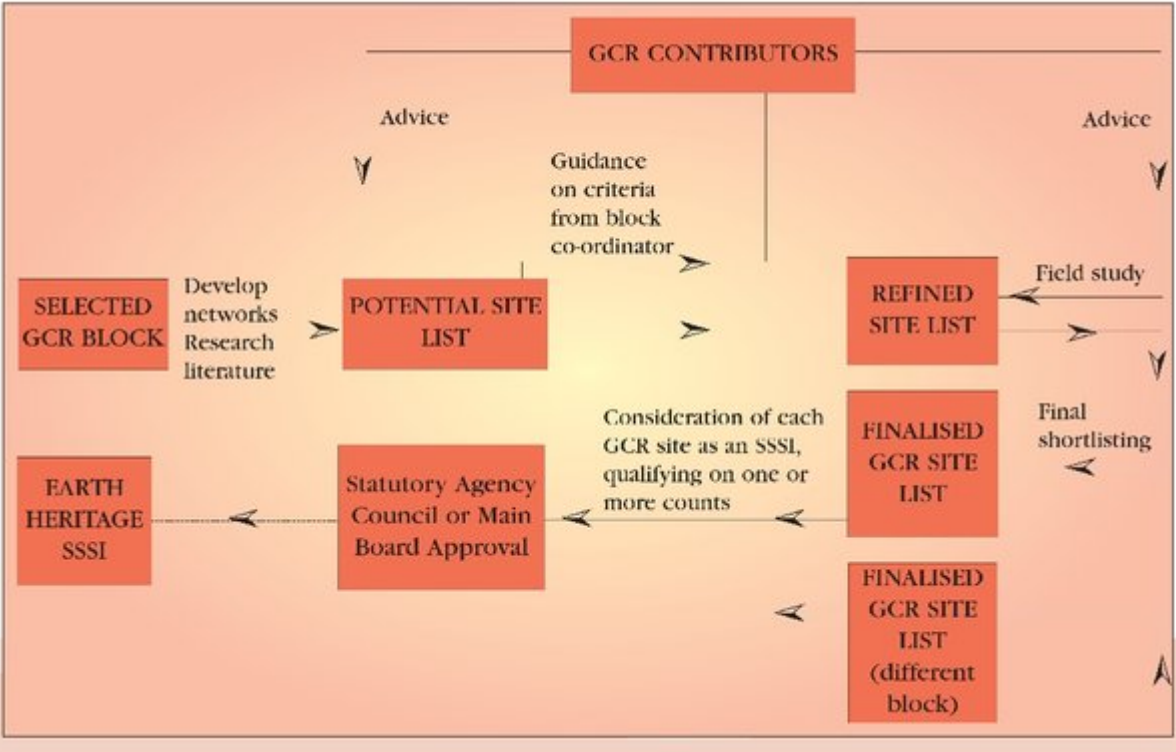 GCR CONTRIBUTORS
Advice
Advice
Guidance
on criteria
from block
co-ordinator
SELECTED
GCR BLOCK
Develop
networks
Research
literature
POTENTIAL SITE
LIST
REFINED
SITE LIST
Field study
Final
shortlisting
FINALISED
GCR SITE
LIST
Consideration of each
GCR site as an SSSI,
qualifying on one or
more counts
Statutory Agency
Council or Main
Board Approval
EARTH
HERITAGE
SSSI
FINALISED
GCR SITE
LIST
(different
block)